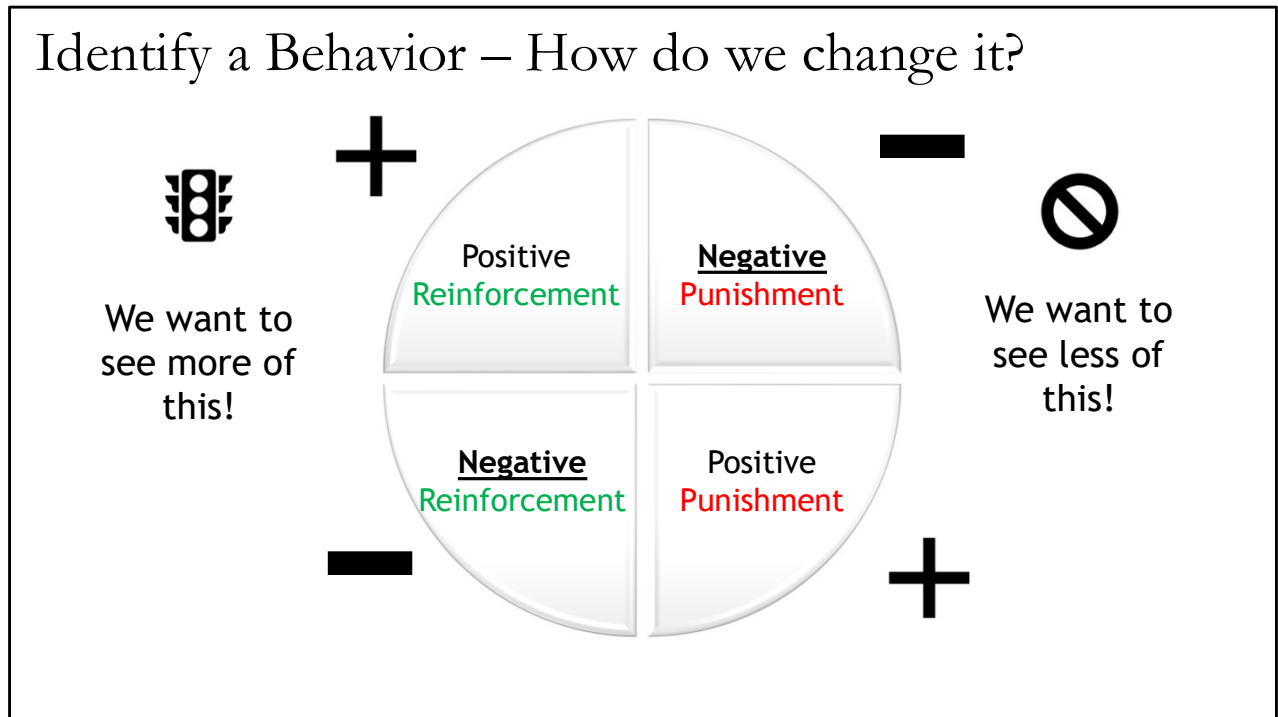 Identify a Behavior – How do we change it?
Positive
Reinforcement
Negative
Punishment
We want to
see more of
this!
We want to
see less of
this!
Negative
Reinforcement
Positive
Punishment